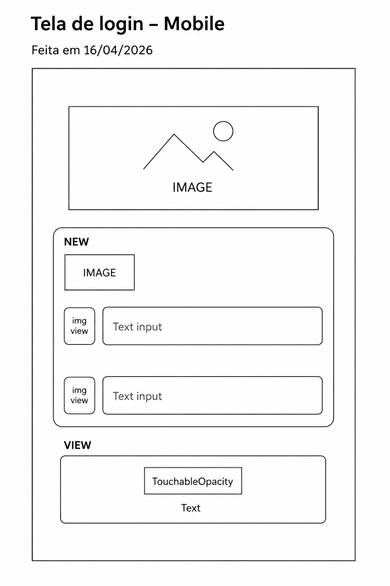 Tela de login – Mobile
Feita em 16/04/2026
IMAGE
NEW
IMAGE
img
view
Text input
img
view
Text input
VIEW
TouchableOpacity
Text